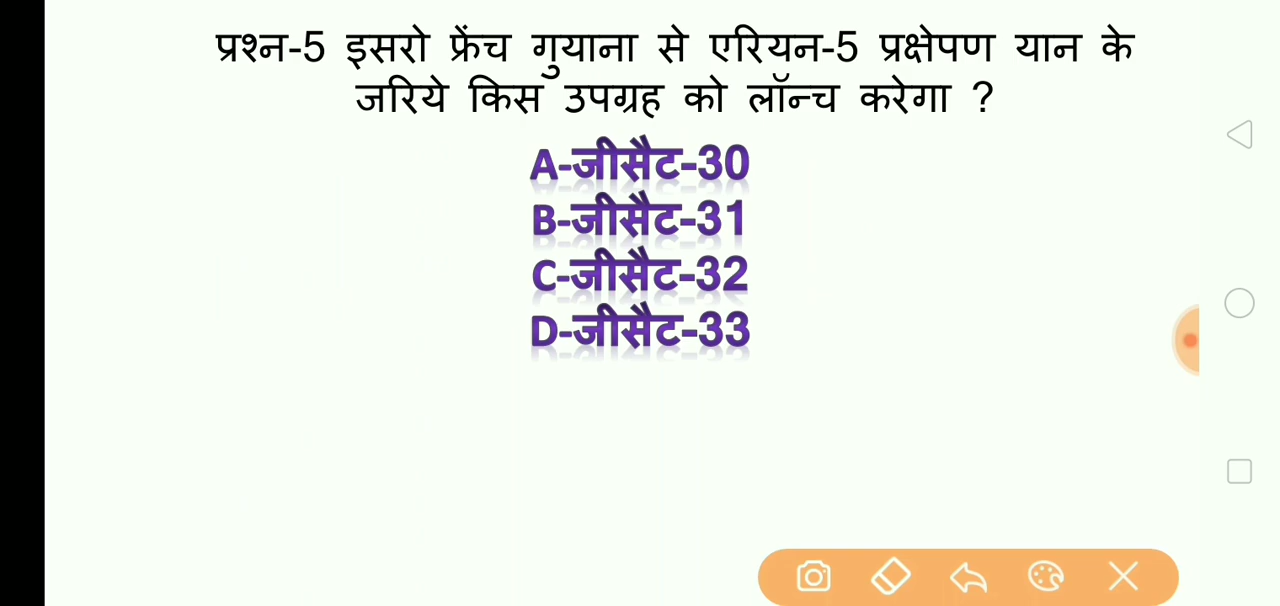 प्रश्न-5 इसरो फ्रेंच गुयाना से एरियन-5 प्रक्षेपण यान के
जरिये किस उपग्रह को लॉन्च करेगा ?
A-जीसैट-30
B-जीसैट-31
C-जीसैट-32
D-जीसैट-33